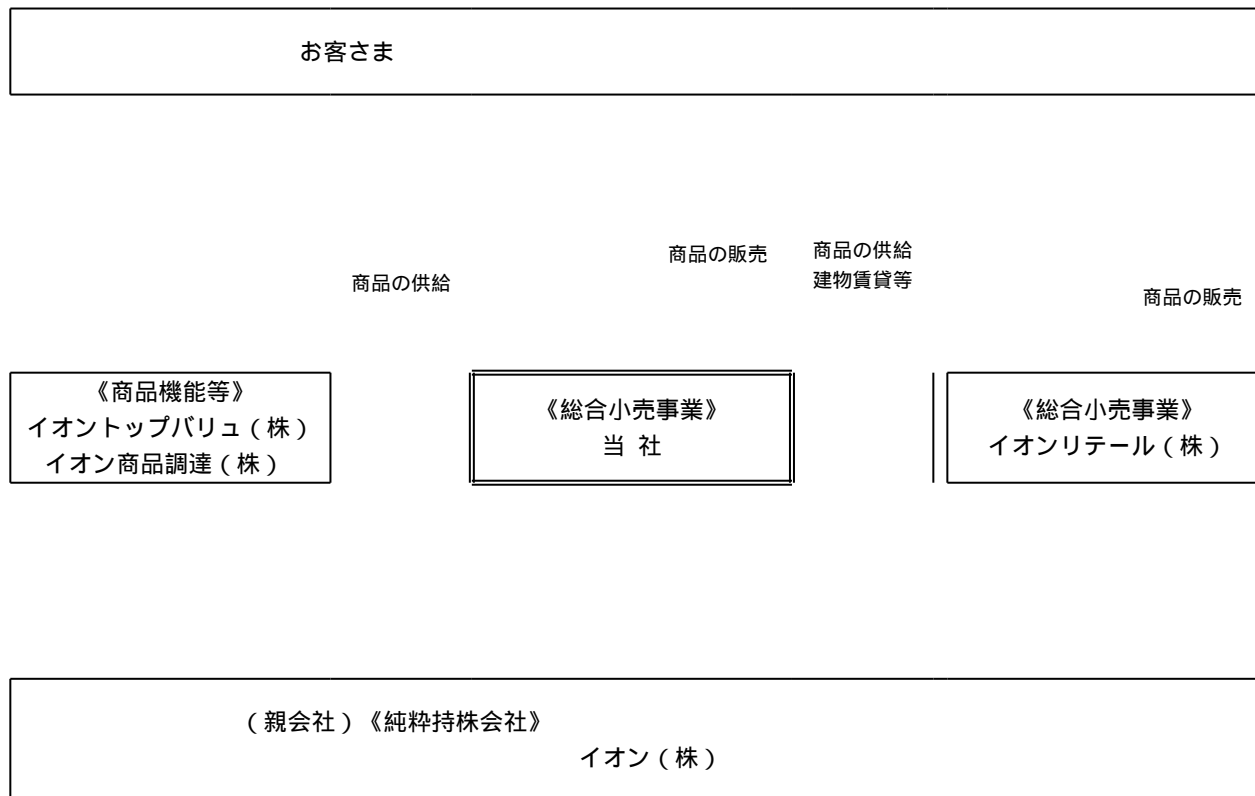 お客さま
商品の販売
商品の供給
建物賃貸等
商品の供給
商品の販売
《商品機能等》
イオントップバリュ(株)
イオン商品調達(株)
《総合小売事業》
当 社
《総合小売事業》
イオンリテール(株)
(親会社)《純粋持株会社》
イオン(株)